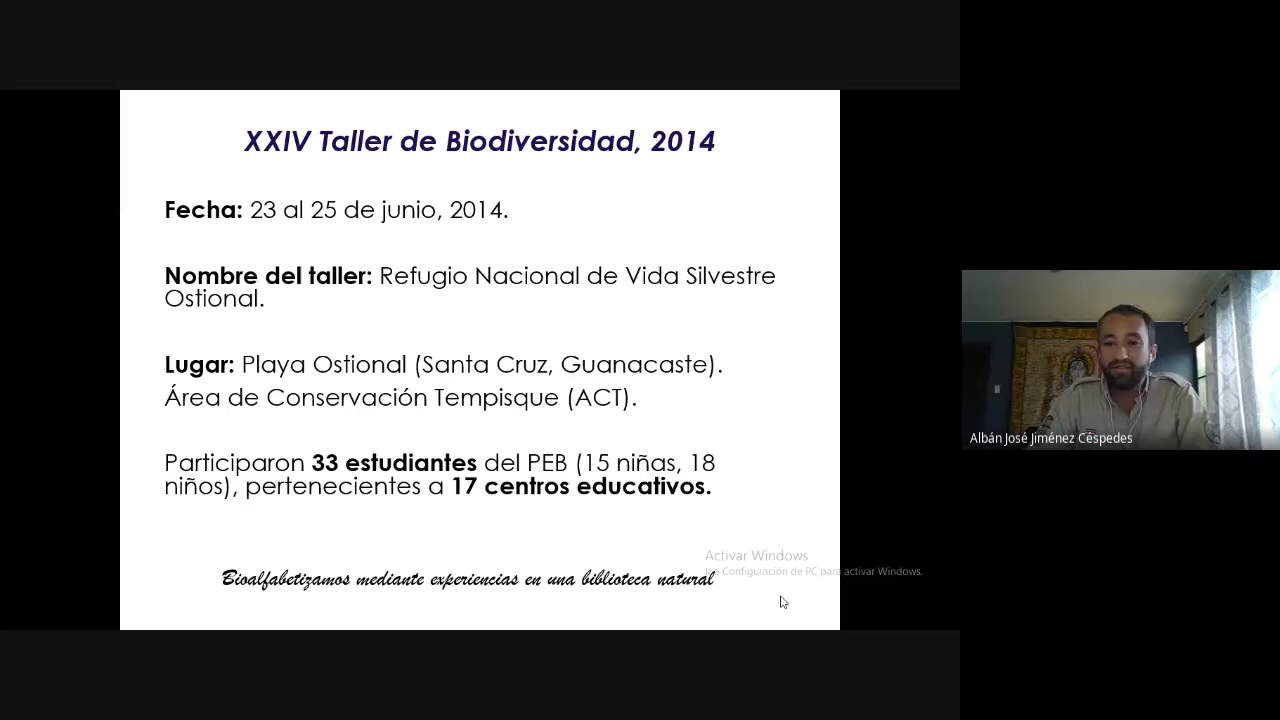 XXIV Taller de Biodiversidad, 2014
Fecha: 23 al 25 de junio, 2014.
Nombre del taller: Refugio Nacional de Vida Silvestre
Ostional.
Lugar: Playa Ostional (Santa Cruz, Guanacaste).
Área de Conservación Tempisque (ACT).
Participaron 33 estudiantes del PEB (15 niñas, 18
niños), pertenecientes a 17 centros educativos.
Bioalfabetizamos mediante experiencias en una biblioteca natural
Activar Windows
Ir a Configuración de PC para activar Windows.
Albán José Jiménez Céspedes